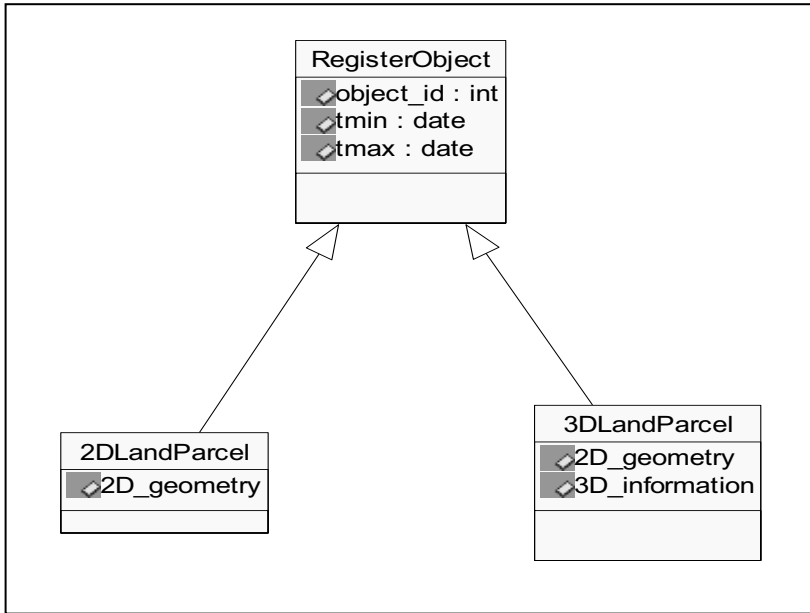 RegisterObject
object_id : int
tmin : date
tmax : date
2DLandParcel
2D_geometry
3DLandParcel
2D_geometry
3D_information